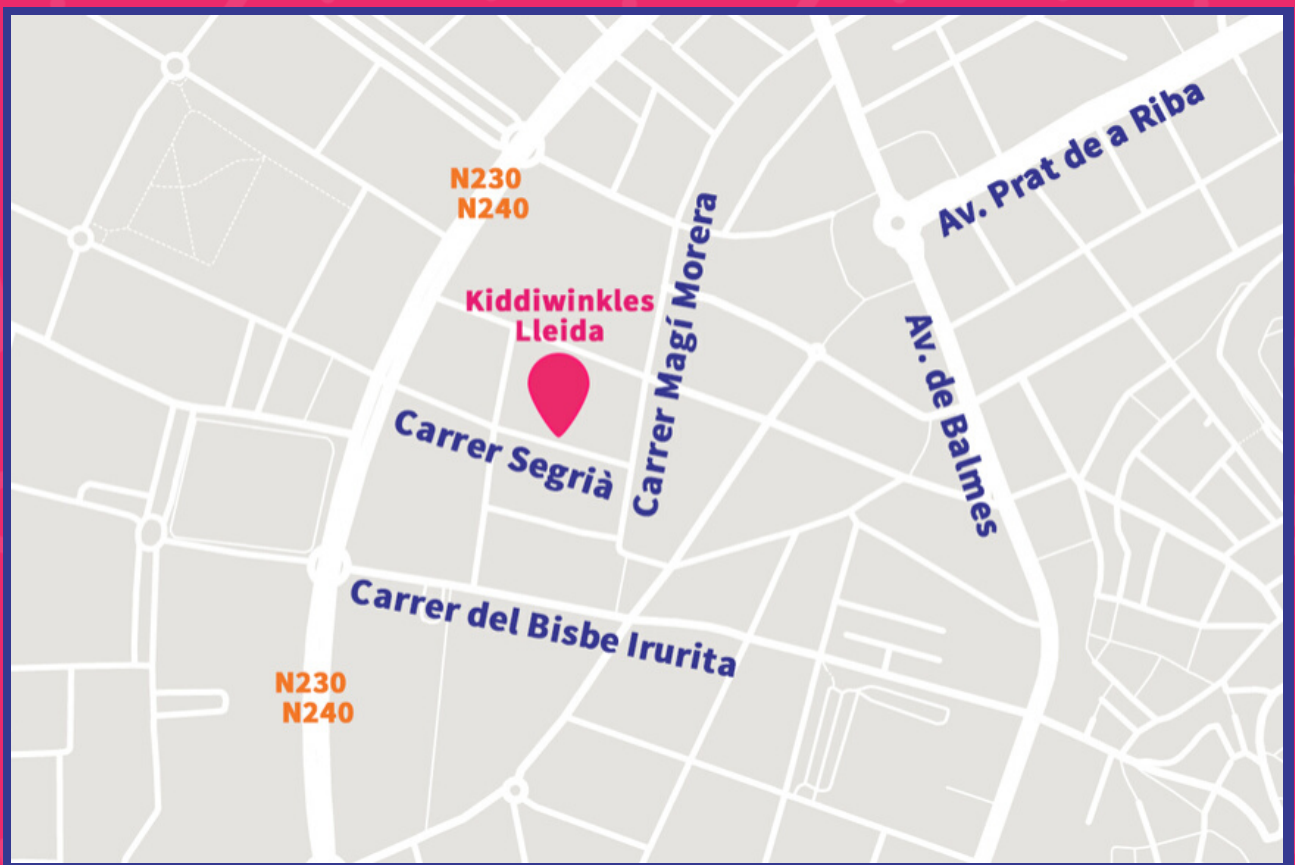 Av. Prat de a Riba
N230
N240
Carrer Magí Morera
Kiddiwinkles
Lleida
Av. de Balmes
Carrer Segrià
Carrer del Bisbe Irurita
N230
N240